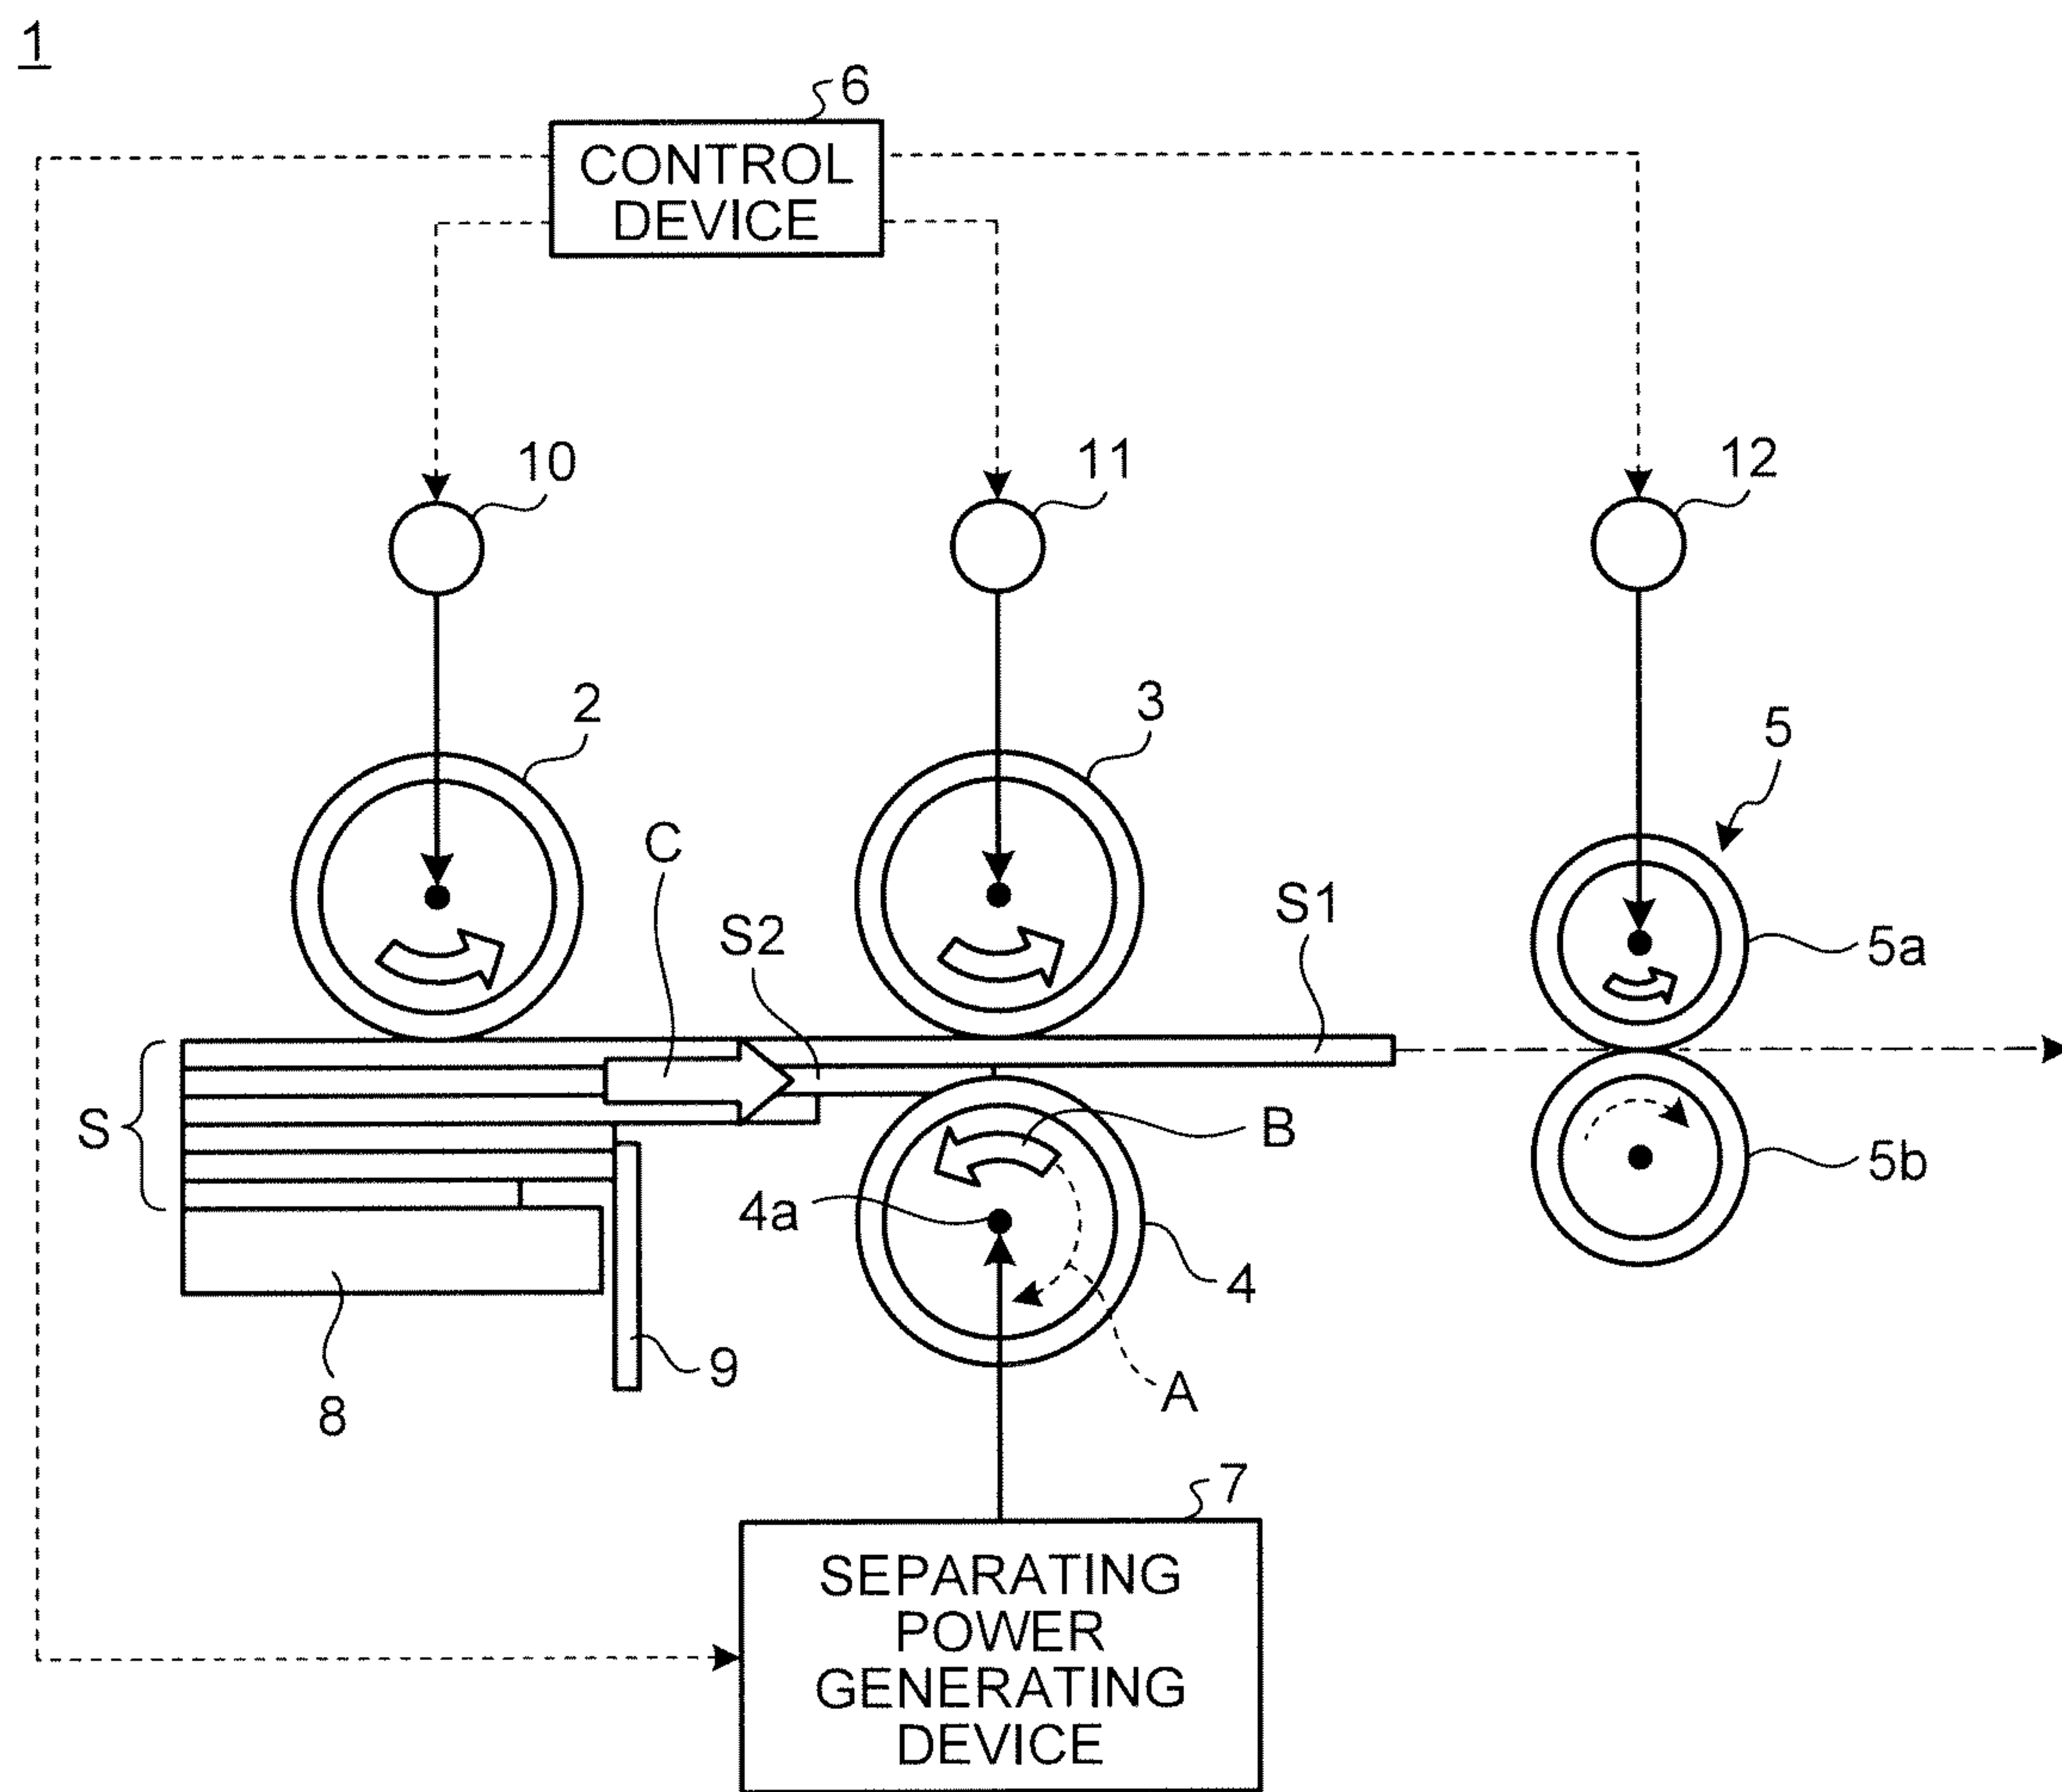 1
6
CONTROL
DEVICE
10
11
12
2
3
5
C
S2
S1
5a
S
B
4a
5b
4
9
A
8
7
SEPARATING
POWER
GENERATING
DEVICE